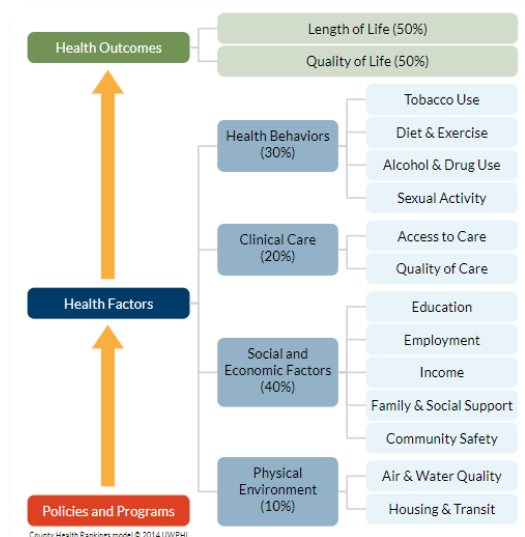 Length of Life (50%)
Health Outcomes
Quality of Life (50%)
Tobacco Use
Health Behaviors
(30%)
Diet & Exercise
Alcohol & Drug Use
Sexual Activity
Clinical Care
(20%)
Access to Care
Quality of Care
Health Factors
Education
Employment
Social and
Economic Factors
(40%)
Income
Family & Social Support
Community Safety
Physical
Environment
(10%)
Air & Water Quality
Housing & Transit
Policies and Programs
County Health Rankings model © 2014 UWPHI